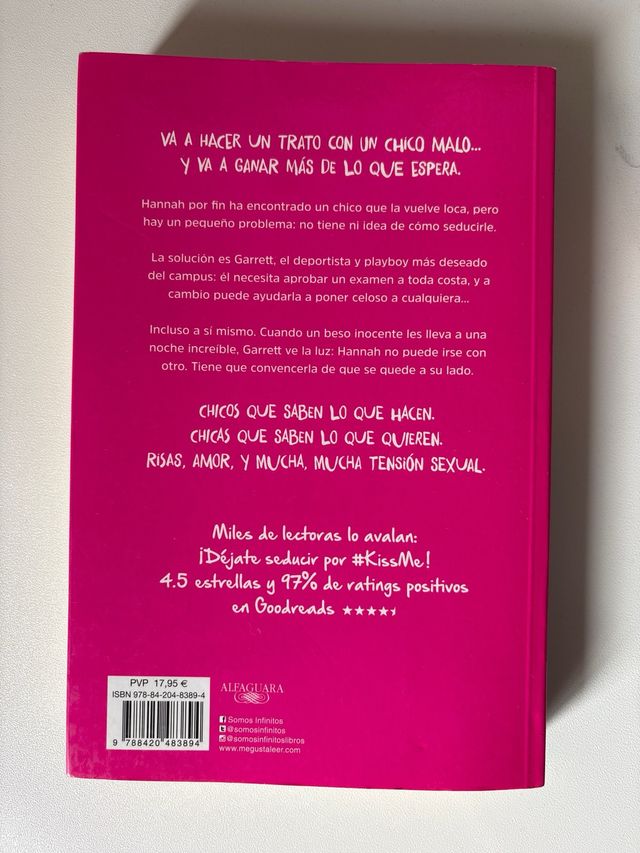 VA A HACER UN TRATO CON UN CHICO MALO...
Y VA A GANAR MÁS DE LO QUE ESPERA.
Hannah por fin ha encontrado un chico que la vuelve loca, pero
hay un pequeño problema: no tiene ni idea de cómo seducirle.
La solución es Garrett, el deportista y playboy más deseado
del campus: él necesita aprobar un examen a toda costa, y a
cambio puede ayudarla a poner celoso a cualquiera...
Incluso a sí mismo. Cuando un beso inocente les lleva a una
noche increíble, Garrett ve la luz: Hannah no puede irse con
otro. Tiene que convencerla de que se quede a su lado.
CHICOS QUE SABEN LO QUE HACEN.
CHICAS QUE SABEN LO QUE QUIEREN.
RISAS, AMOR, Y MUCHA, MUCHA TENSIÓN SEXUAL.
Miles de lectoras lo avalan:
¡Déjate seducir por #KissMe!
4.5 estrellas y 97% de ratings positivos
en Goodreads
PVP 17,95 €
ISBN 978-84-204-8389-4
9 788420 483894
ALFAGUARA
Somos Infinitos
@somosinfinitos
@somosinfinitoslibros
www.megustaleer.com